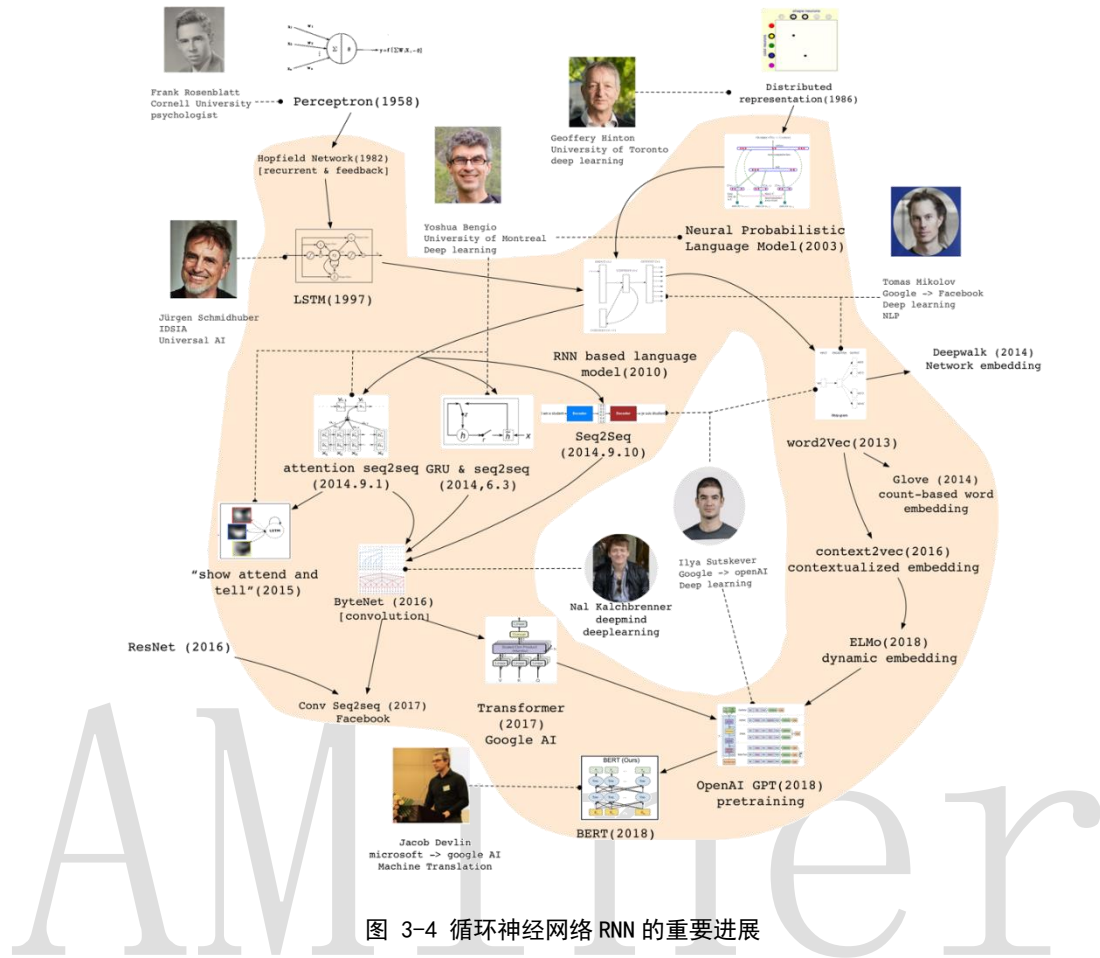 Frank Rosenblatt
Cornell University
psychologist
Perceptron(1958)
Geoffery Hinton
University of Toronto
deep learning
Distributed
representation(1986)
Hopfield Network(1982)
[recurrent & feedback]
Yoshua Bengio
University of Montreal
Deep learning
Neural Probabilistic
Language Model(2003)
Tomas Mikolov
Google -> Facebook
Deep learning
NLP
LSTM(1997)
Jürgen Schmidhuber
IDSIA
Universal AI
RNN based language
model(2010)
Deepwalk (2014)
Network embedding
attention seq2seq
(2014.9.1)
GRU & seq2seq
(2014,6.3)
Encoder
Decoder
Seq2Seq
(2014.9.10)
word2Vec(2013)
Glove (2014)
count-based word
embedding
"show attend and
tell"(2015)
ByteNet (2016)
[convolution]
Nal Kalchbrenner
deepmind
deeplearning
Ilya Sutskever
Google -> openAI
Deep learning
context2vec(2016)
contextualized embedding
ELMo(2018)
dynamic embedding
ResNet (2016)
Conv Seq2seq (2017)
Facebook
Transformer
(2017)
Google AI
OpenAI GPT(2018)
pretraining
BERT (Ours)
BERT(2018)
Jacob Devlin
microsoft -> google AI
Machine Translation
AMiner
图 3-4 循环神经网络 RNN 的重要进展